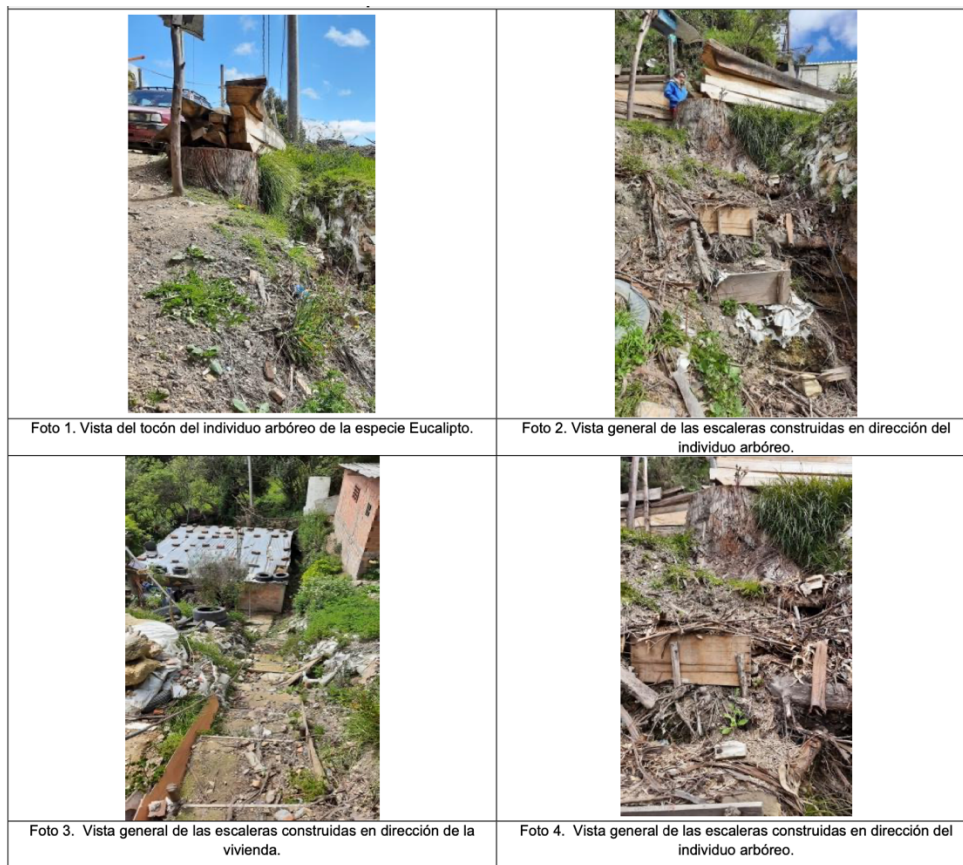 Foto 1. Vista del tocón del individuo arbóreo de la especie Eucalipto.
Foto 2. Vista general de las escaleras construidas en dirección del
individuo arbóreo.
Foto 3. Vista general de las escaleras construidas en dirección de la
vivienda.
Foto 4. Vista general de las escaleras construidas en dirección del
individuo arbóreo.